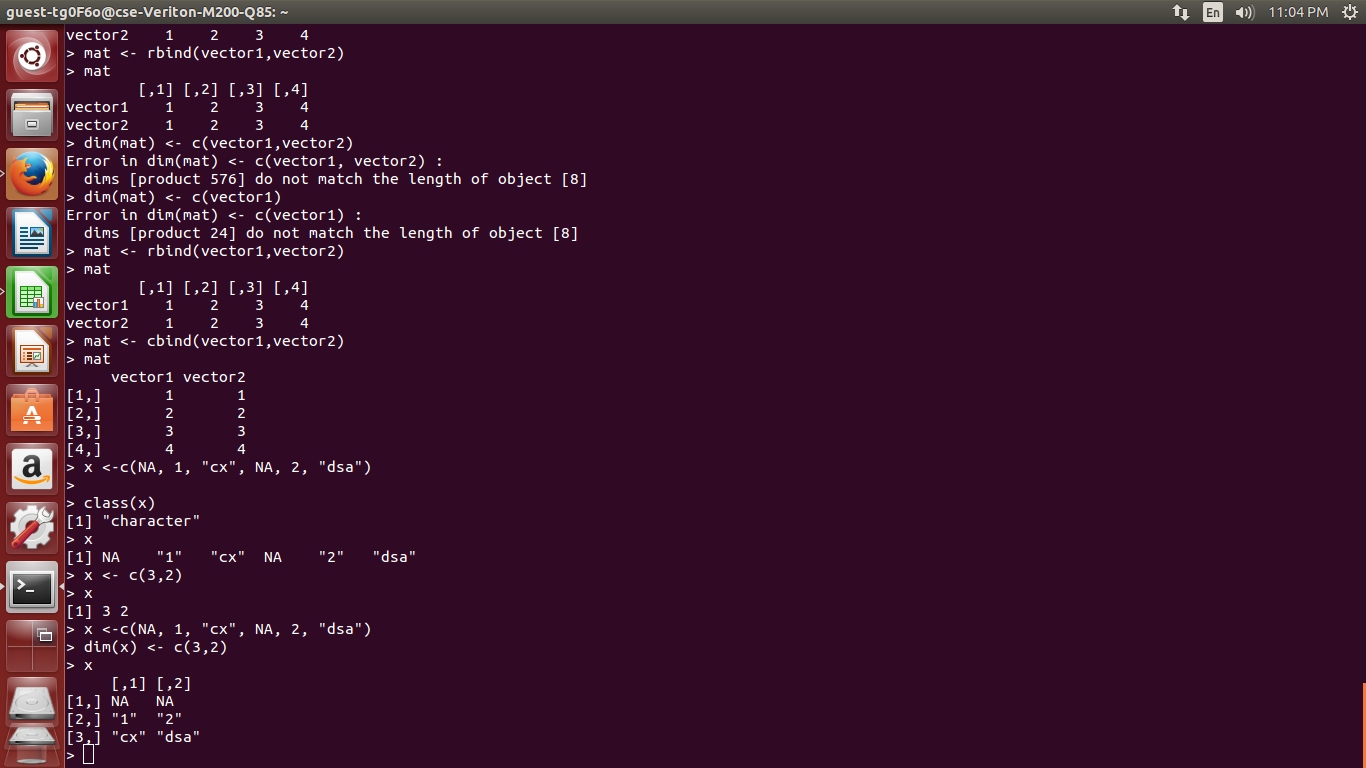 guest-tg0F6o@cse-Veriton-M200-Q85: ~
En
11:04 PM
vector2    1    2    3    4
> mat <- rbind(vector1,vector2)
> mat
        [,1] [,2] [,3] [,4]
vector1    1    2    3    4
vector2    1    2    3    4
> dim(mat) <- c(vector1,vector2)
Error in dim(mat) <- c(vector1, vector2) :
  dims [product 576] do not match the length of object [8]
> dim(mat) <- c(vector1)
Error in dim(mat) <- c(vector1) :
  dims [product 24] do not match the length of object [8]
> mat <- rbind(vector1,vector2)
> mat
        [,1] [,2] [,3] [,4]
vector1    1    2    3    4
vector2    1    2    3    4
> mat <- cbind(vector1,vector2)
> mat
     vector1 vector2
[1,]       1       1
[2,]       2       2
[3,]       3       3
[4,]       4       4
> x <-c(NA, 1, "cx", NA, 2, "dsa")
>
> class(x)
[1] "character"
> x
[1] NA    "1"   "cx"  NA    "2"   "dsa"
> x <- c(3,2)
> x
[1] 3 2
> x <-c(NA, 1, "cx", NA, 2, "dsa")
> dim(x) <- c(3,2)
> x
     [,1] [,2]
[1,] NA   NA
[2,] "1"  "2"
[3,] "cx" "dsa"
>